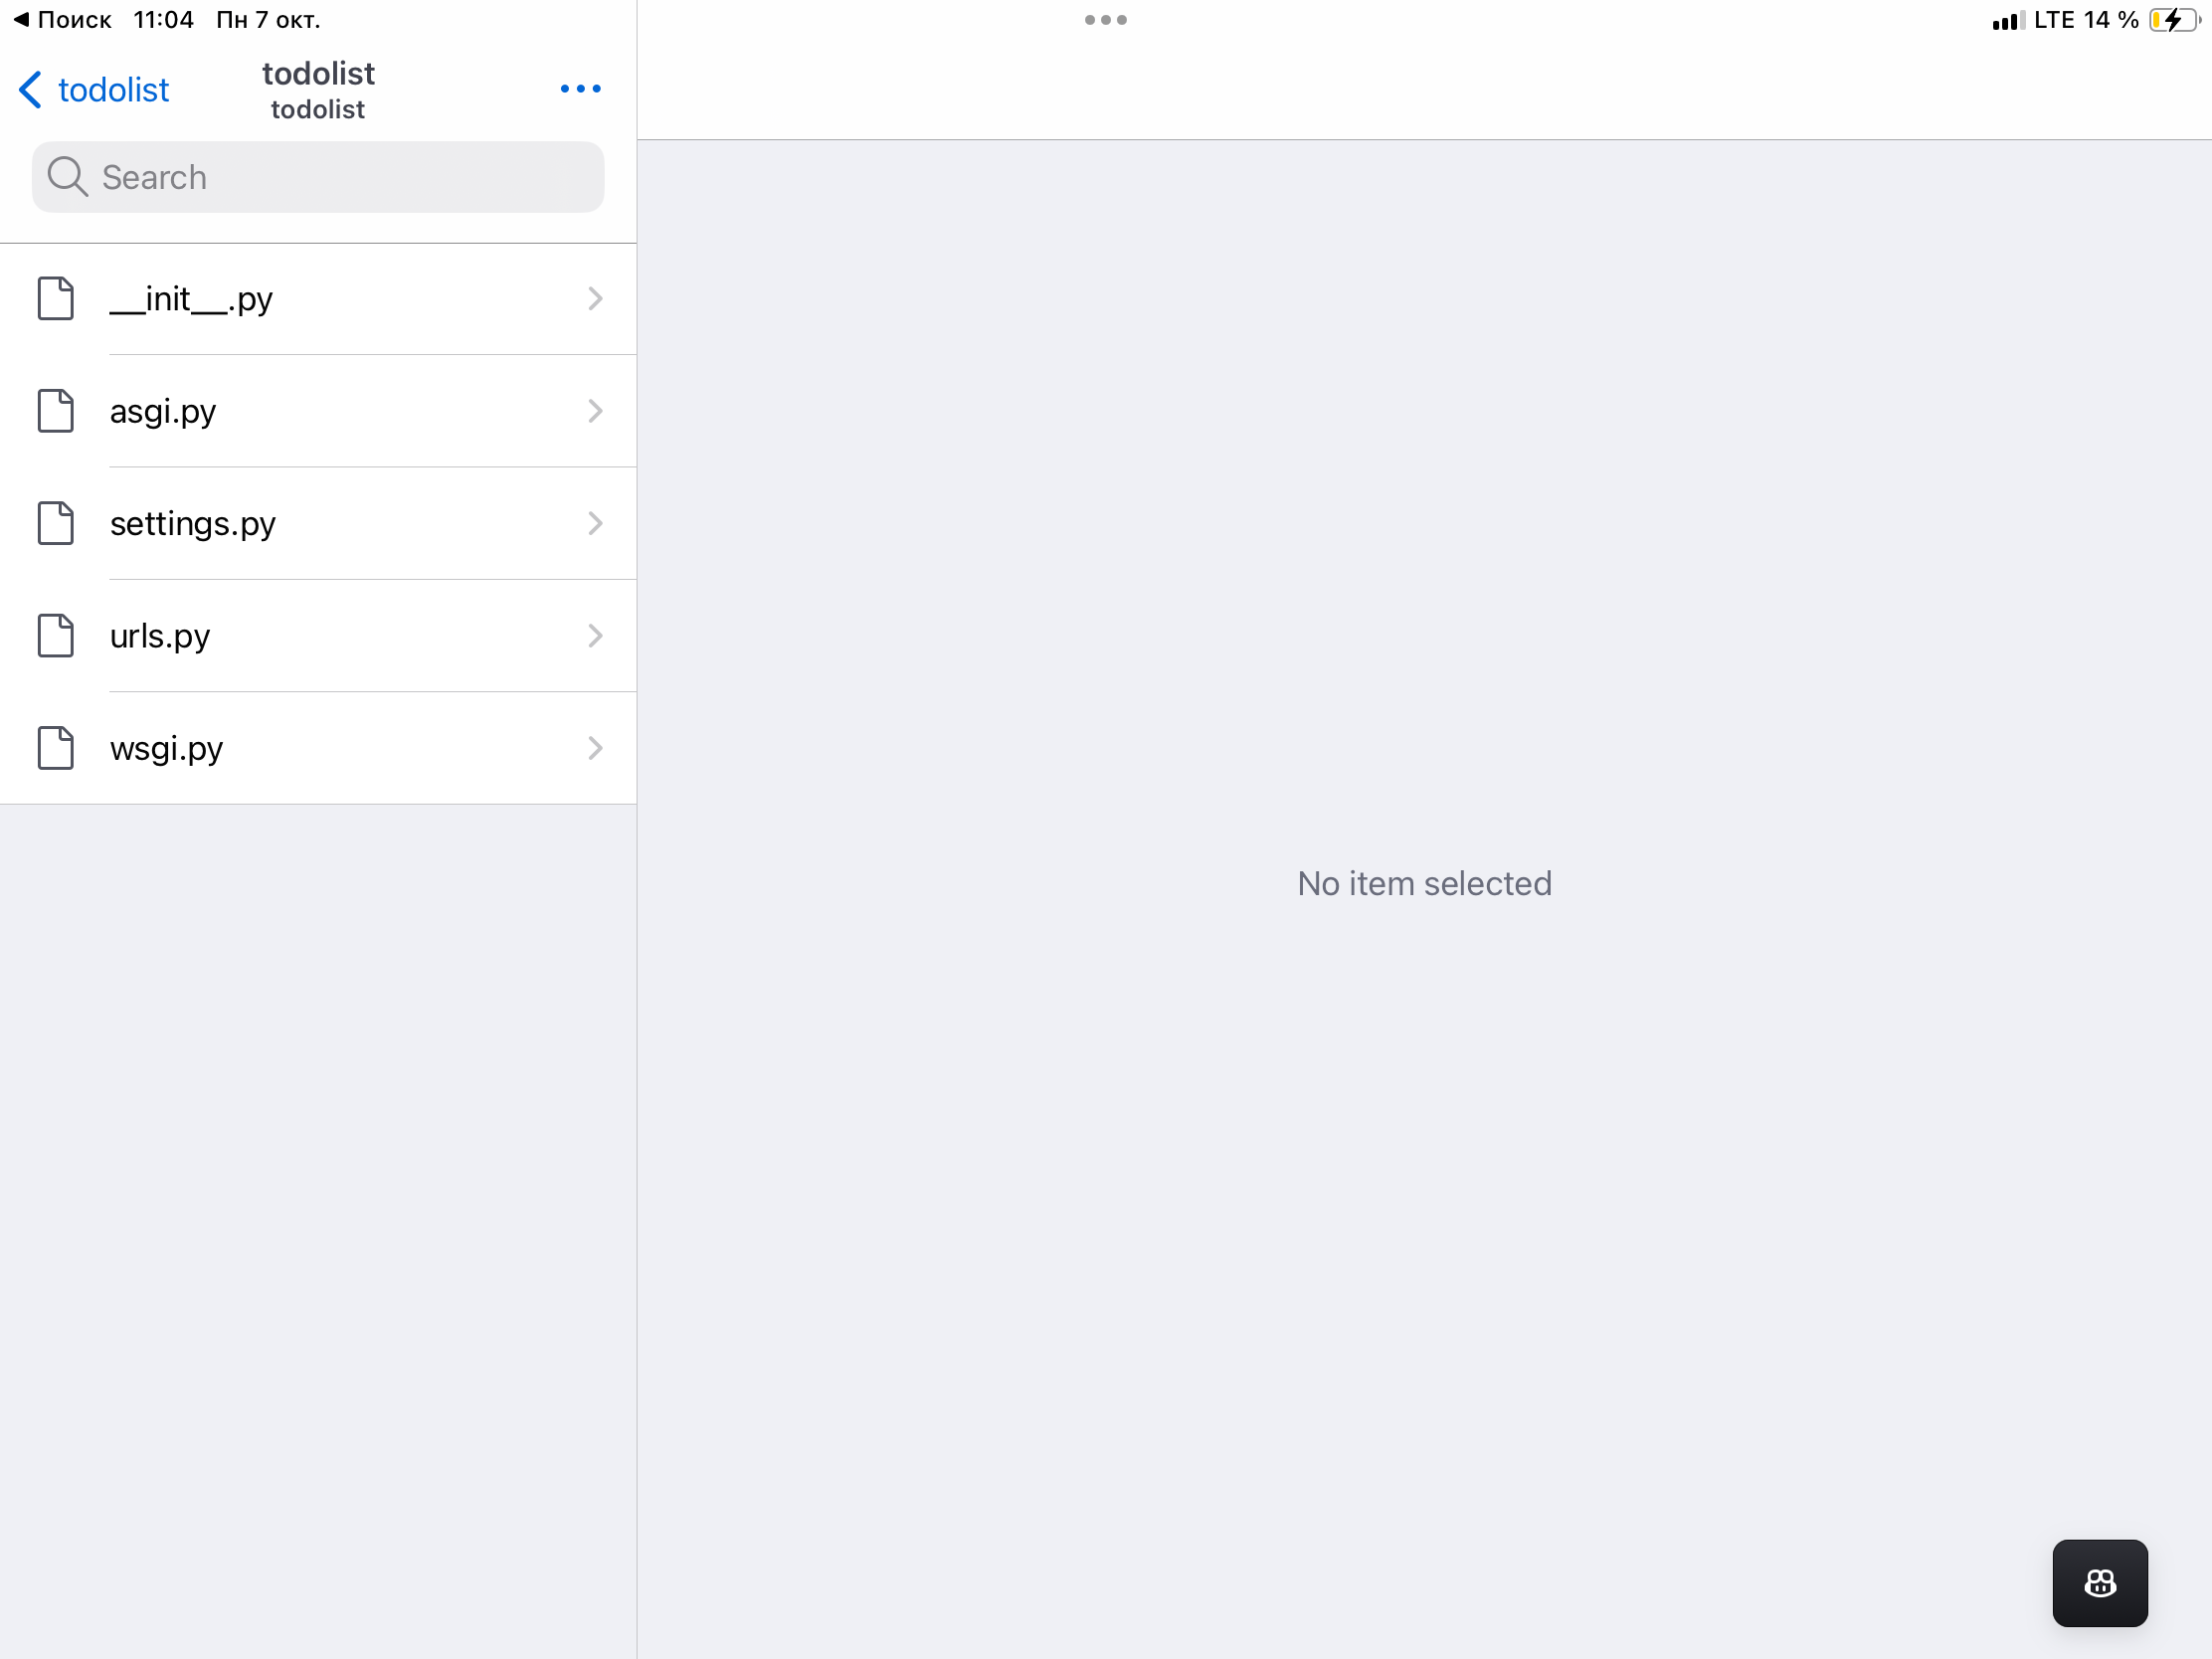 Поиск 11:04 Пн 7 окт.
LTE 14 %
todolist
todolist
todolist
Search
__init__.py
asgi.py
settings.py
urls.py
wsgi.py
No item selected